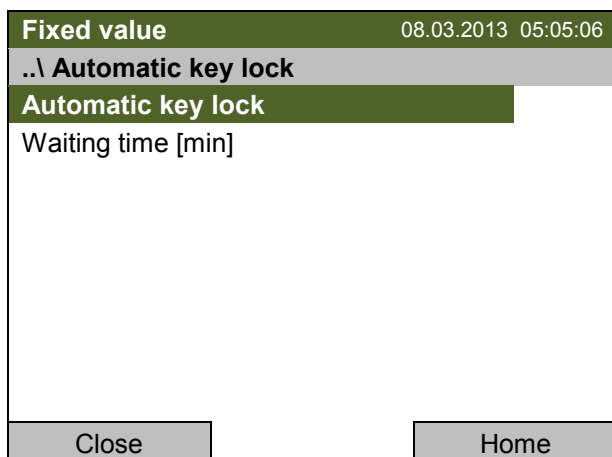 Fixed value 08.03.2013 05:05:06
..\ Automatic key lock
Automatic key lock
Waiting time [min]
Close Home